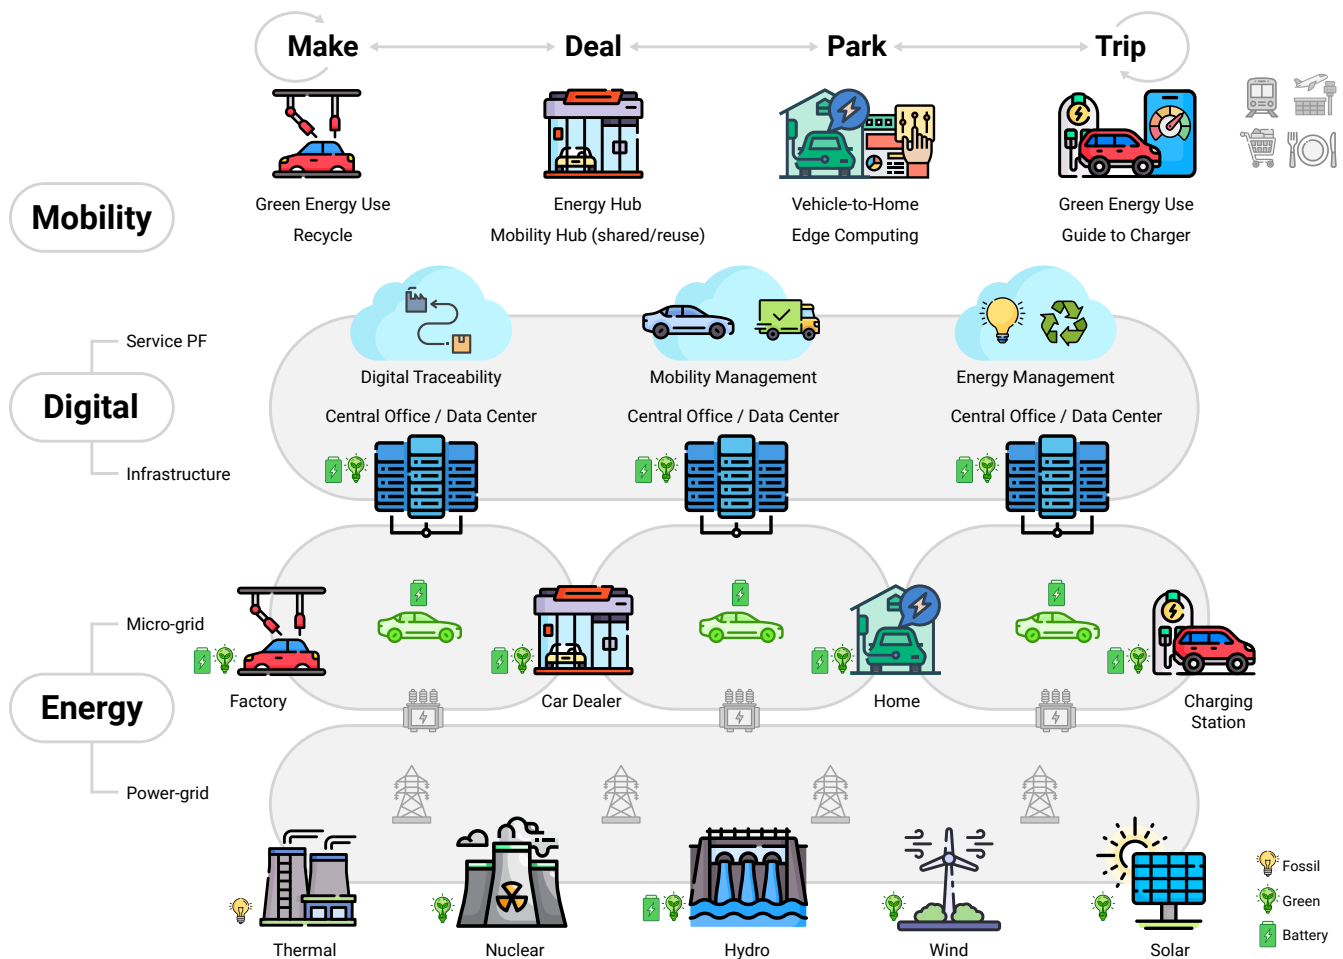 Make
Deal
Park
Trip
Mobility
Green Energy Use
Recycle
Energy Hub
Mobility Hub (shared/reuse)
Vehicle-to-Home
Edge Computing
Green Energy Use
Guide to Charger
Service PF
Digital
Infrastructure
Digital Traceability
Mobility Management
Energy Management
Central Office / Data Center
Central Office / Data Center
Central Office / Data Center
Micro-grid
Energy
Power-grid
Factory
Car Dealer
Home
Charging
Station
Thermal
Nuclear
Hydro
Wind
Solar
Fossil
Green
Battery